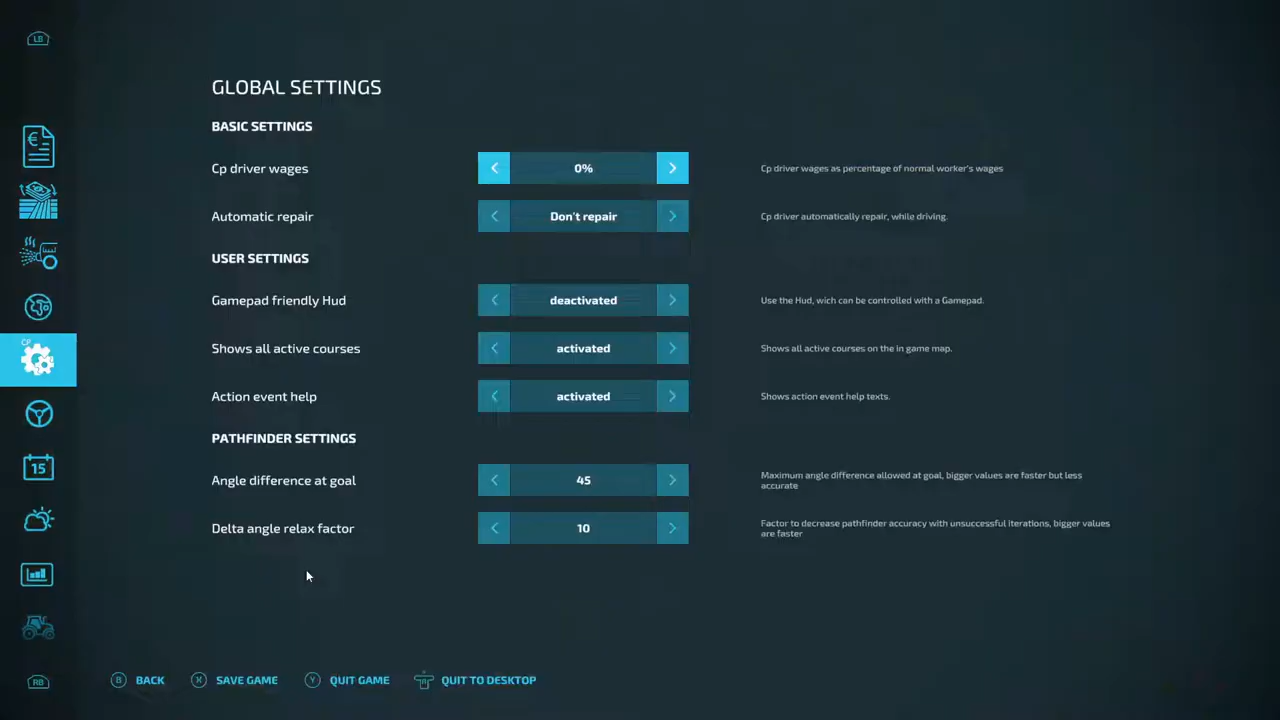 LB
GLOBAL SETTINGS
BASIC SETTINGS
Cp driver wages
0%
Cp driver wages as percentage of normal worker's wages
Automatic repair
Don't repair
Cp driver automatically repair, while driving.
USER SETTINGS
Gamepad friendly Hud
deactivated
Use the Hud, wich can be controlled with a Gamepad.
CP
Shows all active courses
activated
Shows all active courses on the in game map.
Action event help
activated
Shows action event help texts.
PATHFINDER SETTINGS
15
Angle difference at goal
45
Maximum angle difference allowed at goal, bigger values are faster but less
accurate
Delta angle relax factor
10
Factor to decrease pathfinder accuracy with unsuccessful iterations, bigger values
are faster
RB
B BACK
X SAVE GAME
Y QUIT GAME
QUIT TO DESKTOP